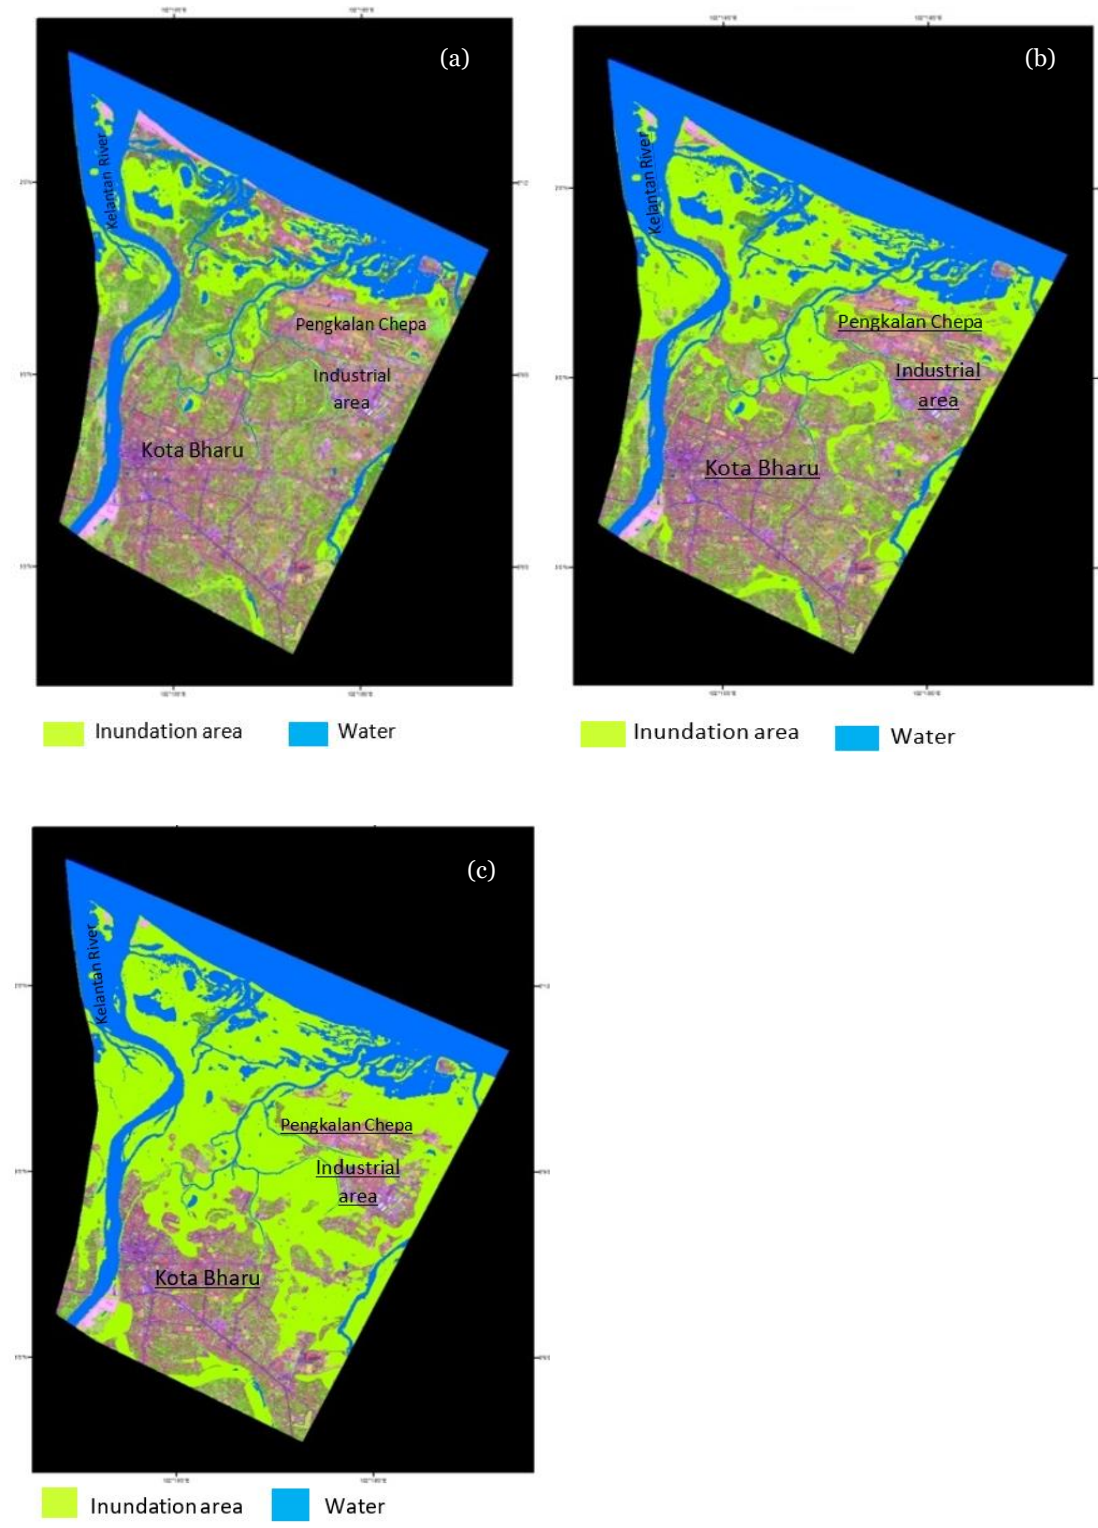 (a)
Kelantan River
Pengkalan Chepa
Industrial
area
Kota Bharu
Inundation area
Water
(b)
Kelantan River
Pengkalan Chepa
Industrial
area
Kota Bharu
Inundation area
Water
(c)
Kelantan River
Pengkalan Chepa
Industrial
area
Kota Bharu
Inundation area
Water